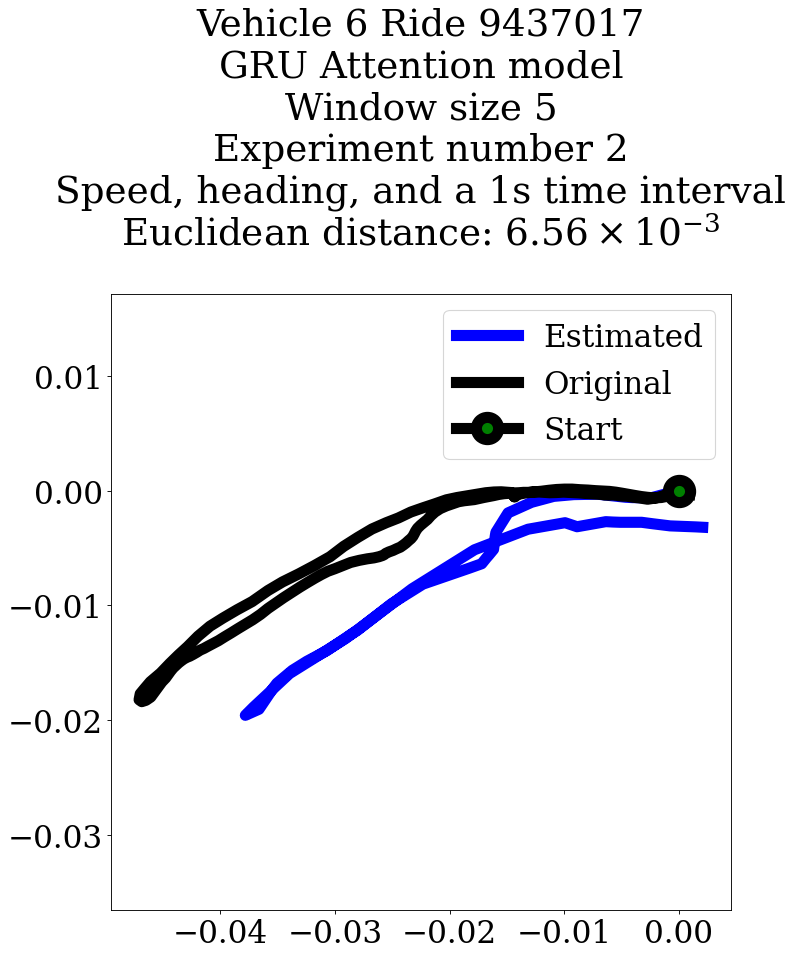 Vehicle 6 Ride 9437017
GRU Attention model
Window size 5
Experiment number 2
Speed, heading, and a 1s time interval
Euclidean distance: 6.56 × 10⁻³
Estimated
Original
Start
0.01
0.00
−0.01
−0.02
−0.03
−0.04 −0.03 −0.02 −0.01 0.00